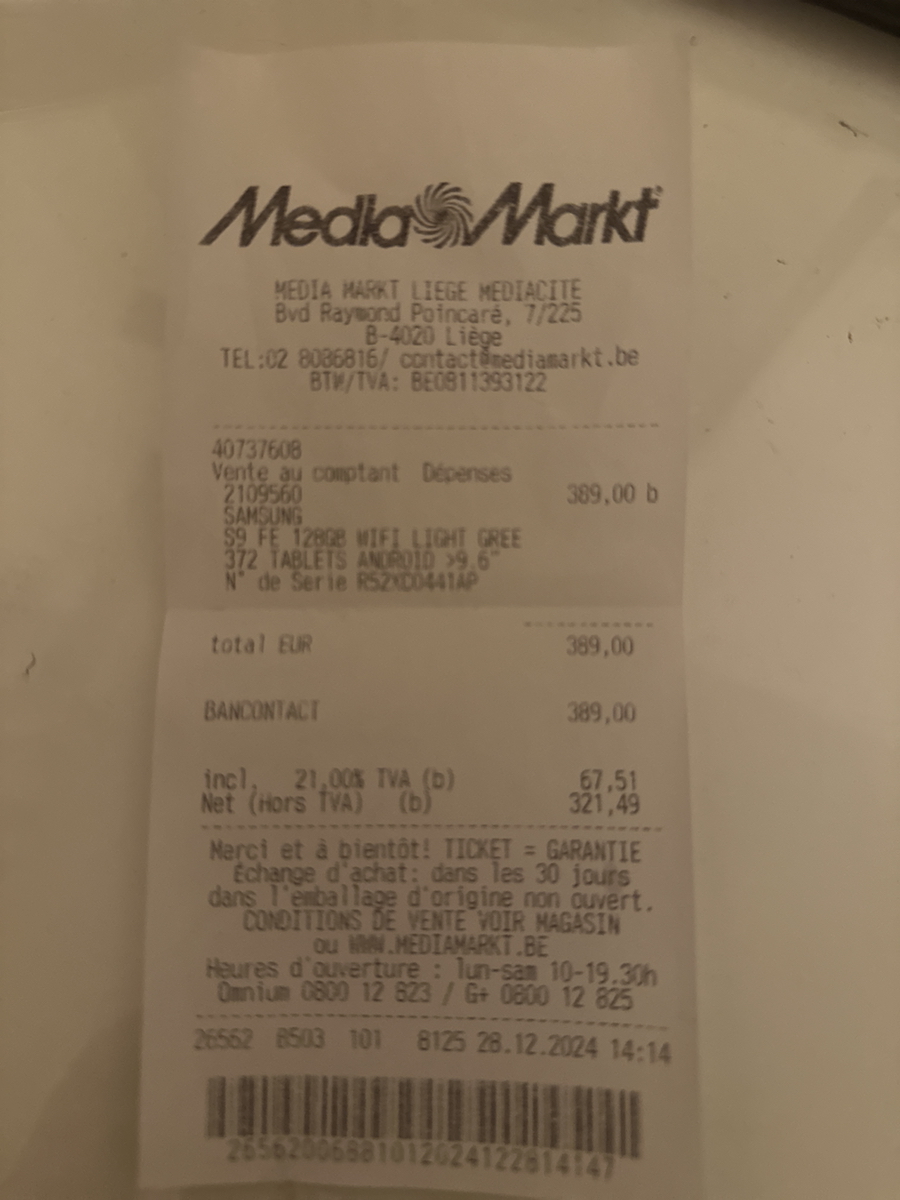 Media Markt
MEDIA MARKT LIEGE MEDIACITE
Bvd Raymond Poincaré, 7/225
B-4020 Liège
TEL:02 8086816/ contact@mediamarkt.be
BTW/TVA: BE0811393122
40737608
Vente au comptant Dépenses
2109560 389,00 b
SAMSUNG
S9 FE 128GB WIFI LIGHT GREE
372 TABLETS ANDROID >9.6"
N° de Serie R52XC0441AP
total EUR 389,00
BANCONTACT 389,00
incl. 21,00% TVA (b) 67,51
Net (Hors TVA) (b) 321,49
Merci et à bientôt! TICKET = GARANTIE
Échange d'achat: dans les 30 jours
dans l'emballage d'origine non ouvert.
CONDITIONS DE VENTE VOIR MAGASIN
ou WWW.MEDIAMARKT.BE
Heures d'ouverture : lun-sam 10-19.30h
Omnium 0800 12 823 / G+ 0800 12 825
26562 8503 101 8125 28.12.2024 14:14